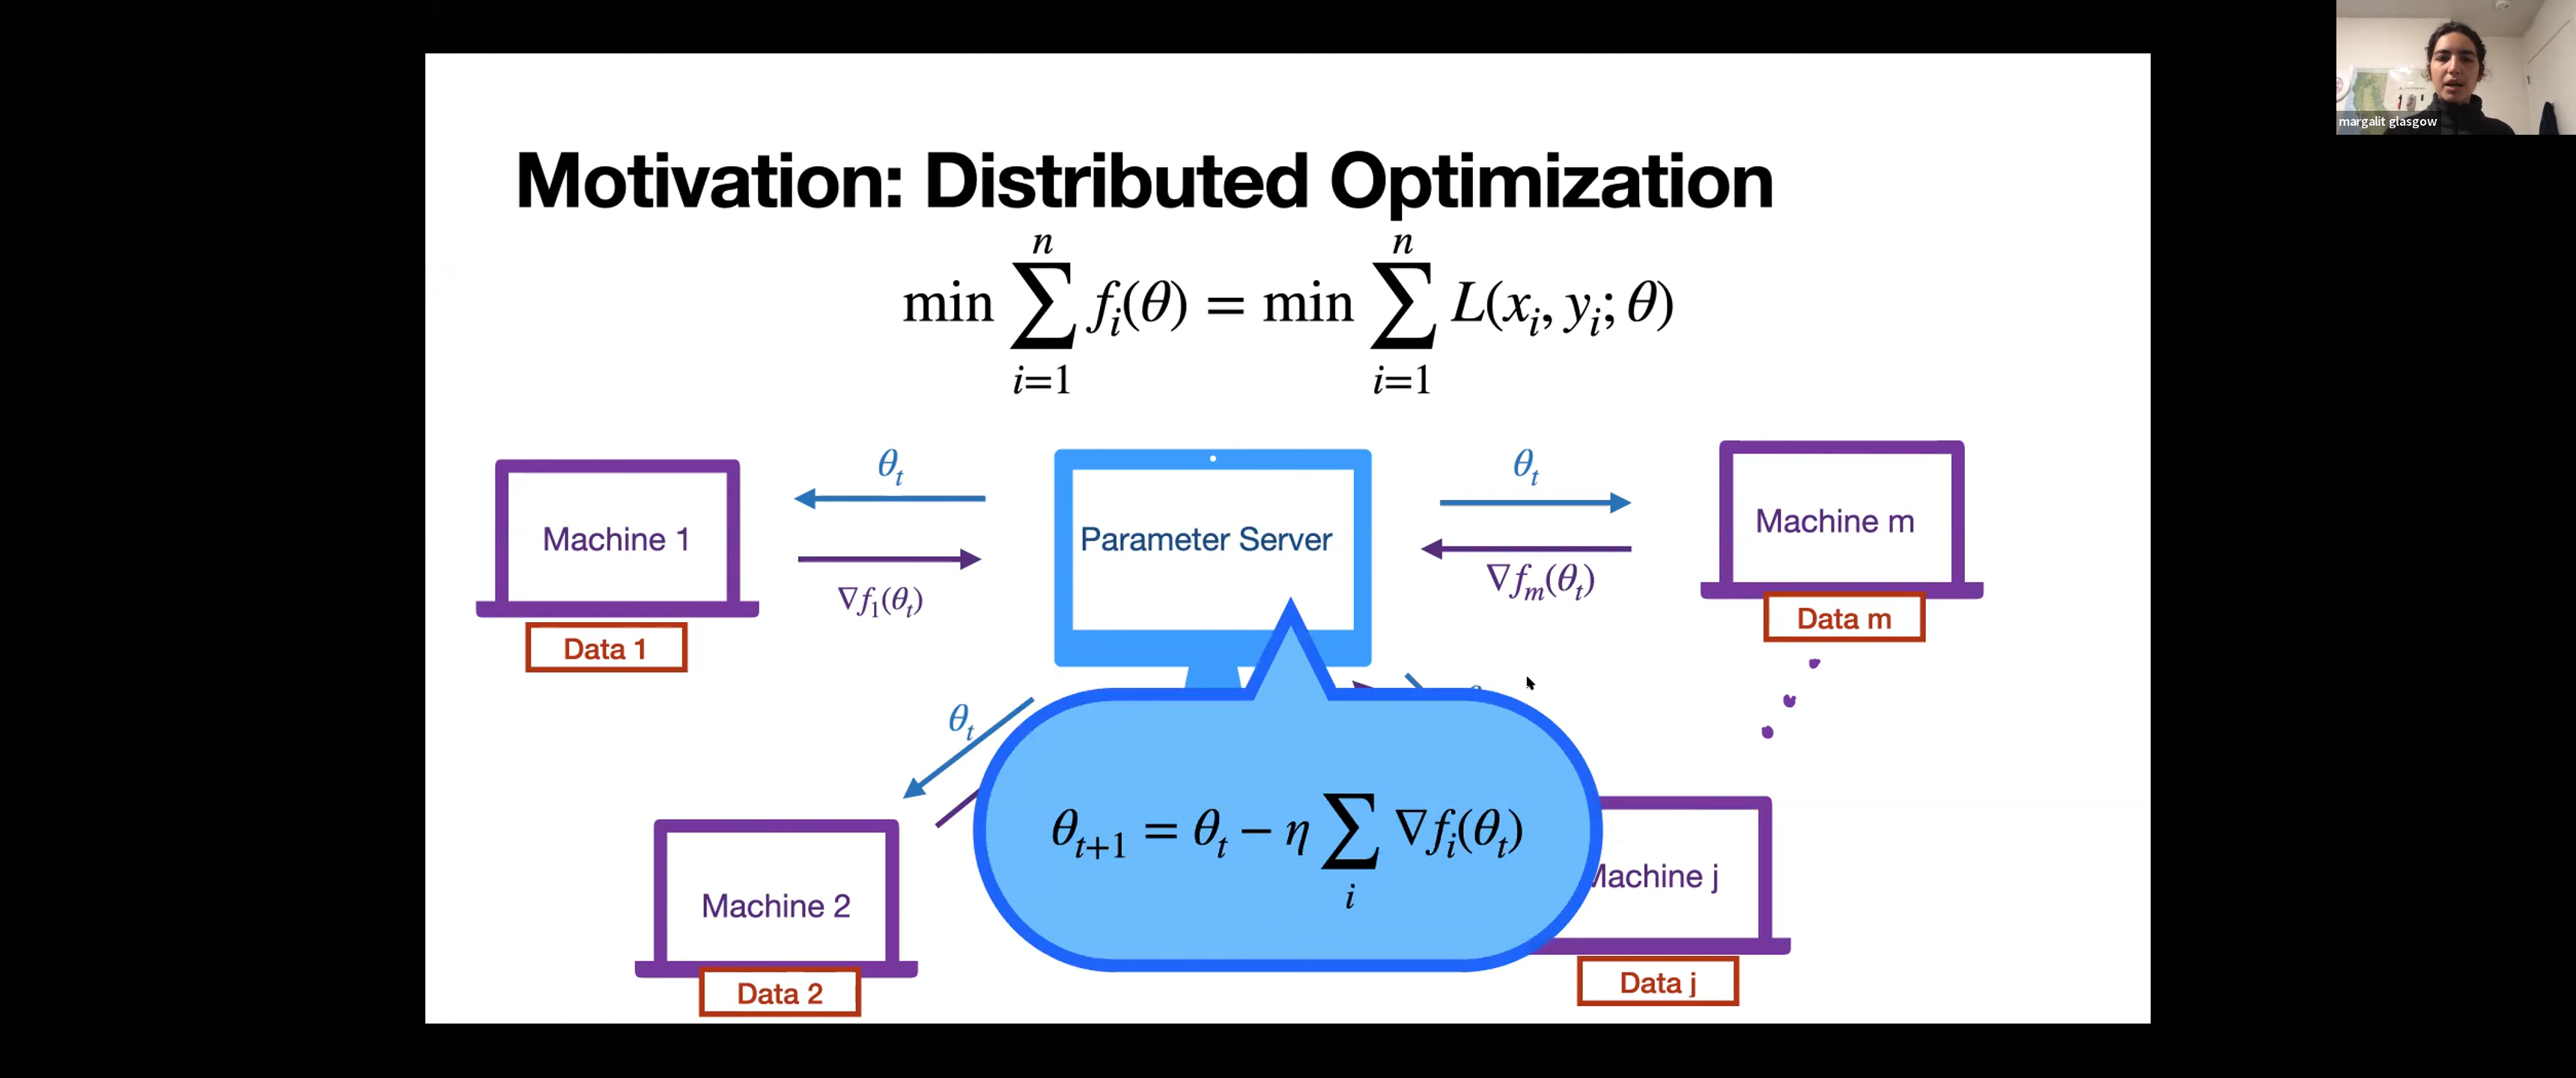 margalit glasgow
Motivation: Distributed Optimization
min ∑_{i=1}^{n} f_i(θ) = min ∑_{i=1}^{n} L(x_i, y_i; θ)
θ_t
θ_t
Machine 1
Parameter Server
Machine m
∇f_1(θ_t)
∇f_m(θ_t)
Data 1
Data m
θ_t
θ_{t+1} = θ_t − η ∑_i ∇f_i(θ_t)
Machine 2
Machine j
Data 2
Data j